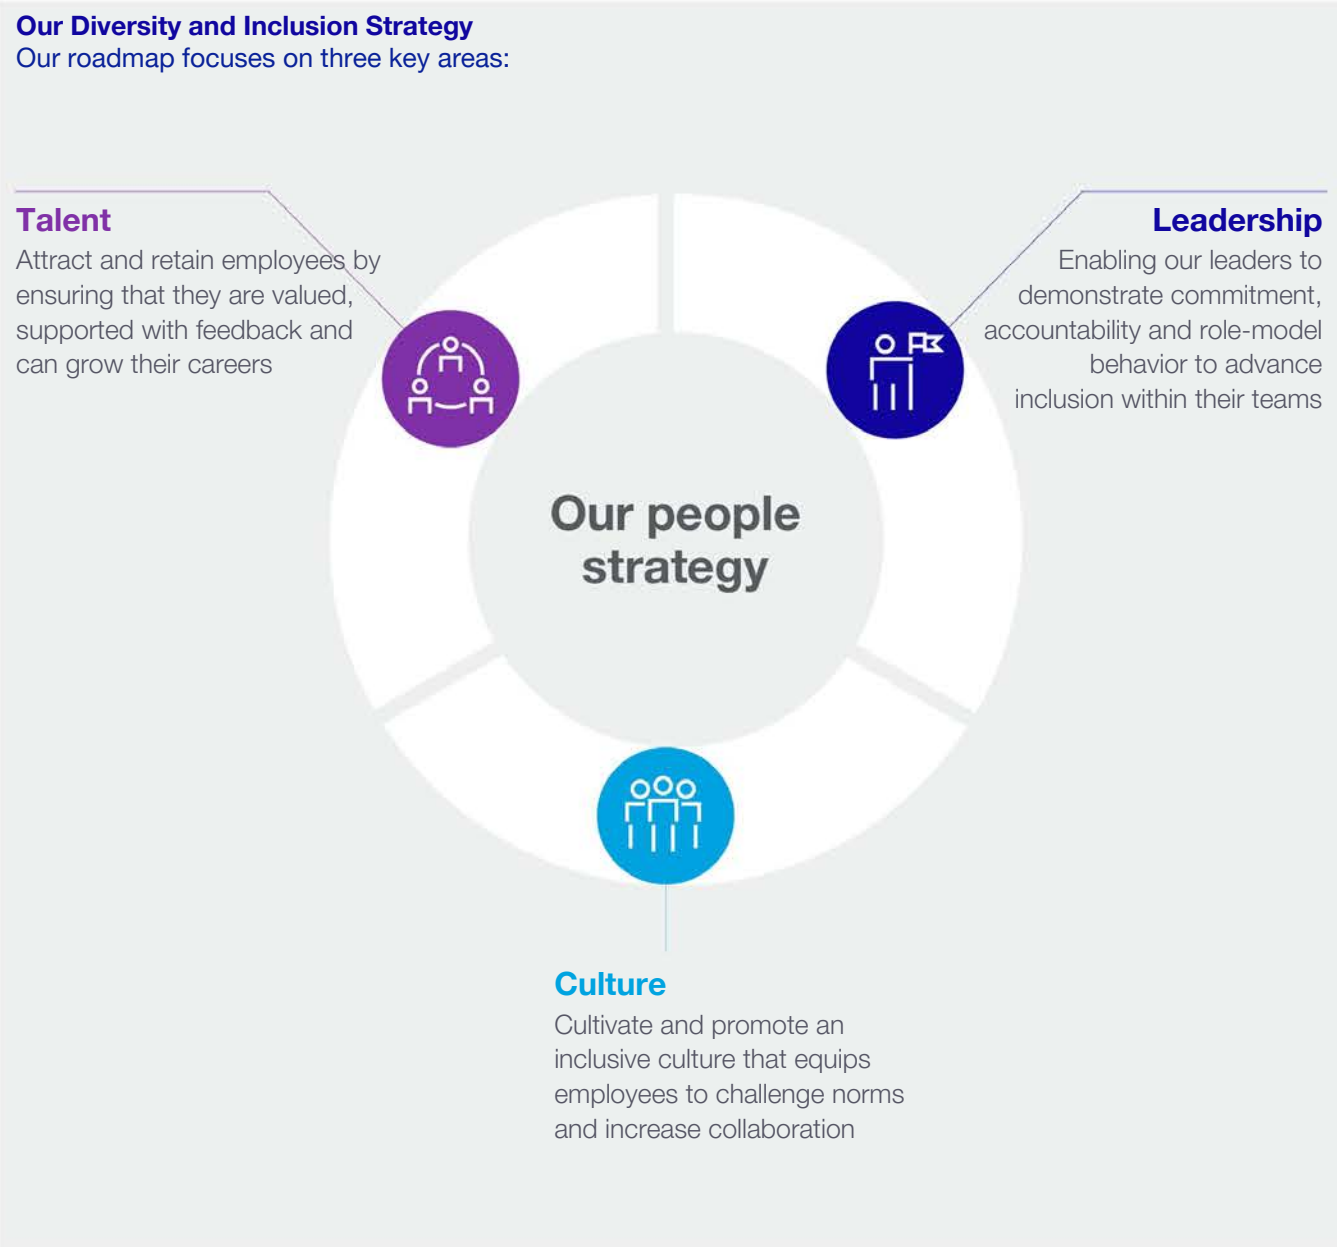 Our Diversity and Inclusion Strategy
Our roadmap focuses on three key areas:
Talent
Attract and retain employees by
ensuring that they are valued,
supported with feedback and
can grow their careers
Leadership
Enabling our leaders to
demonstrate commitment,
accountability and role-model
behavior to advance
inclusion within their teams
Our people
strategy
Culture
Cultivate and promote an
inclusive culture that equips
employees to challenge norms
and increase collaboration